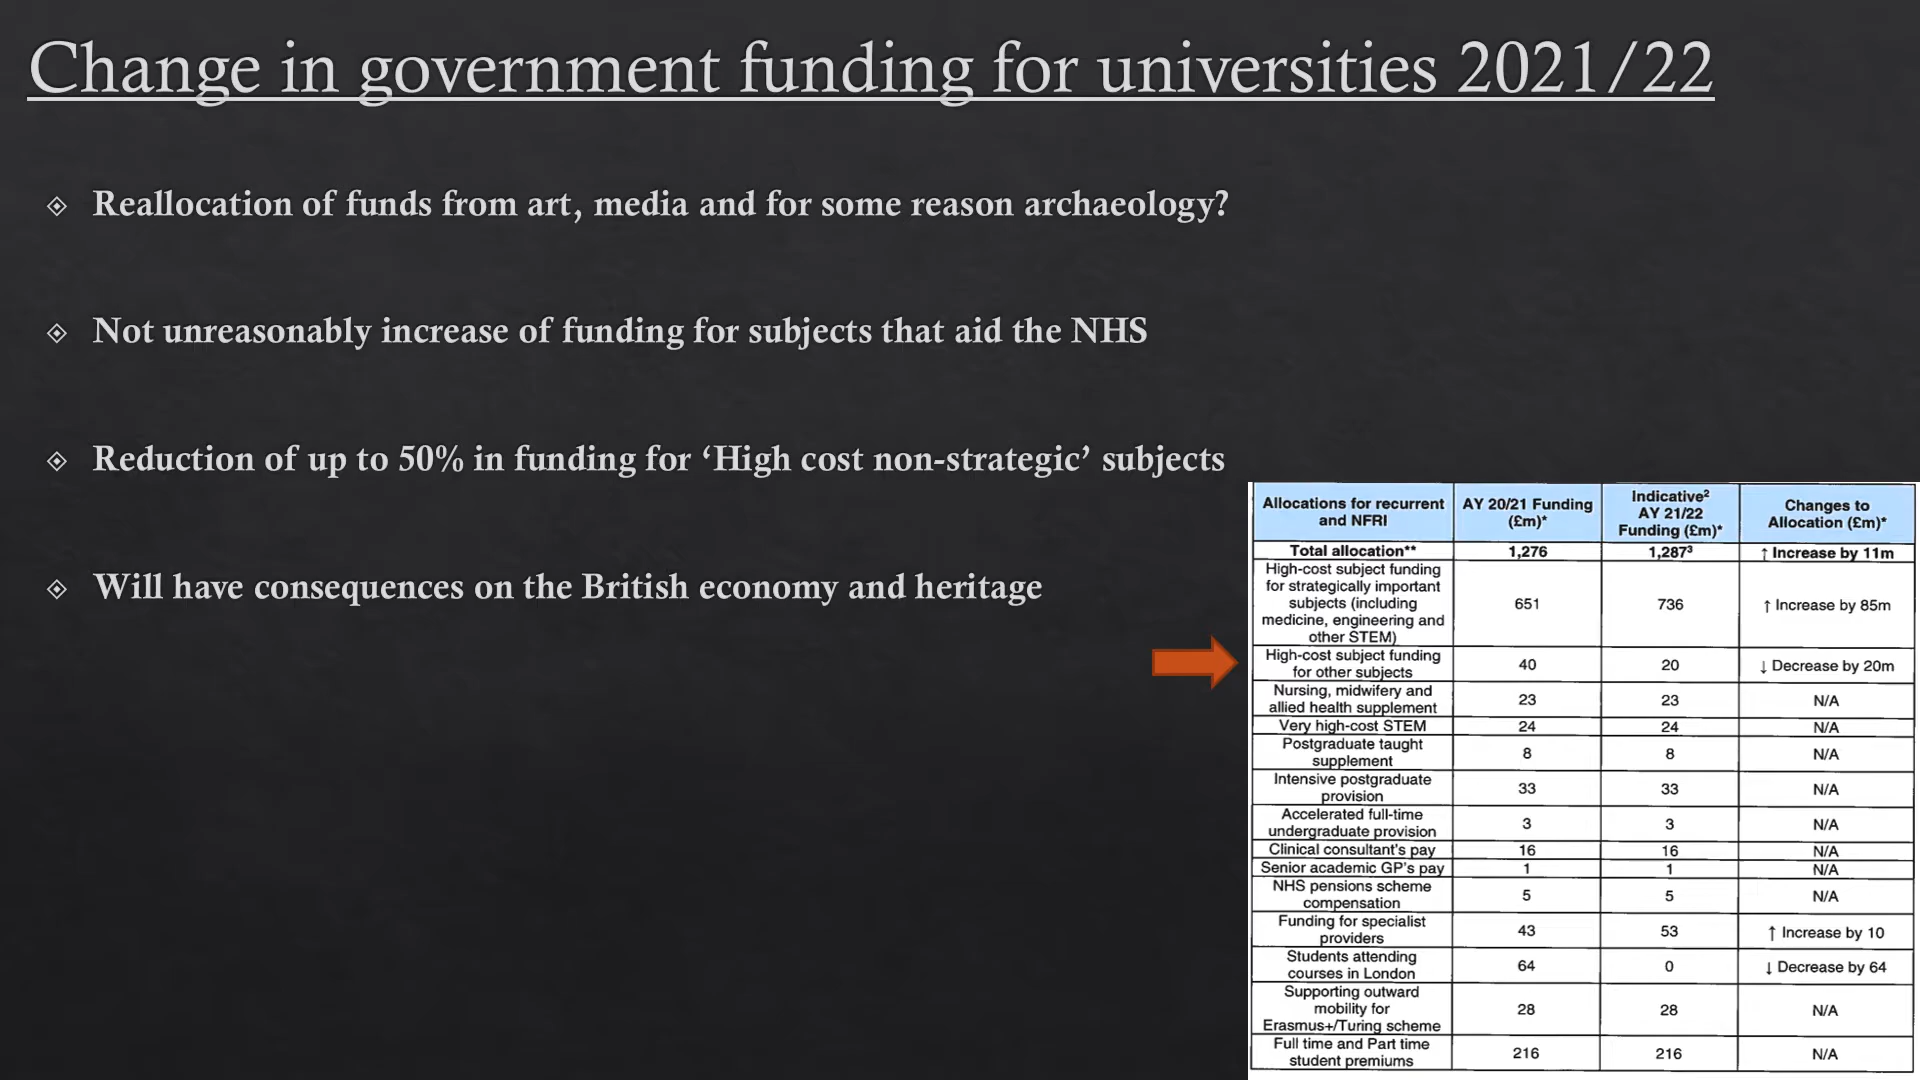 Change in government funding for universities 2021/22
Reallocation of funds from art, media and for some reason archaeology?
Not unreasonably increase of funding for subjects that aid the NHS
Reduction of up to 50% in funding for ‘High cost non-strategic’ subjects
Will have consequences on the British economy and heritage
Allocations for recurrent and NFRI | AY 20/21 Funding (£m)* | Indicative² AY 21/22 Funding (£m)* | Changes to Allocation (£m)*
Total allocation** | 1,276 | 1,287³ | ↑ Increase by 11m
High-cost subject funding for strategically important subjects (including medicine, engineering and other STEM) | 651 | 736 | ↑ Increase by 85m
High-cost subject funding for other subjects | 40 | 20 | ↓ Decrease by 20m
Nursing, midwifery and allied health supplement | 23 | 23 | N/A
Very high-cost STEM | 24 | 24 | N/A
Postgraduate taught supplement | 8 | 8 | N/A
Intensive postgraduate provision | 33 | 33 | N/A
Accelerated full-time undergraduate provision | 3 | 3 | N/A
Clinical consultant's pay | 16 | 16 | N/A
Senior academic GP's pay | 1 | 1 | N/A
NHS pensions scheme compensation | 5 | 5 | N/A
Funding for specialist providers | 43 | 53 | ↑ Increase by 10
Students attending courses in London | 64 | 0 | ↓ Decrease by 64
Supporting outward mobility for Erasmus+/Turing scheme | 28 | 28 | N/A
Full time and Part time student premiums | 216 | 216 | N/A